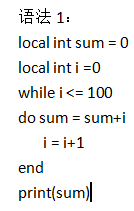 语法 1：
local int sum = 0
local int i =0
while i <= 100
do sum = sum+i
i = i+1
end
print(sum)